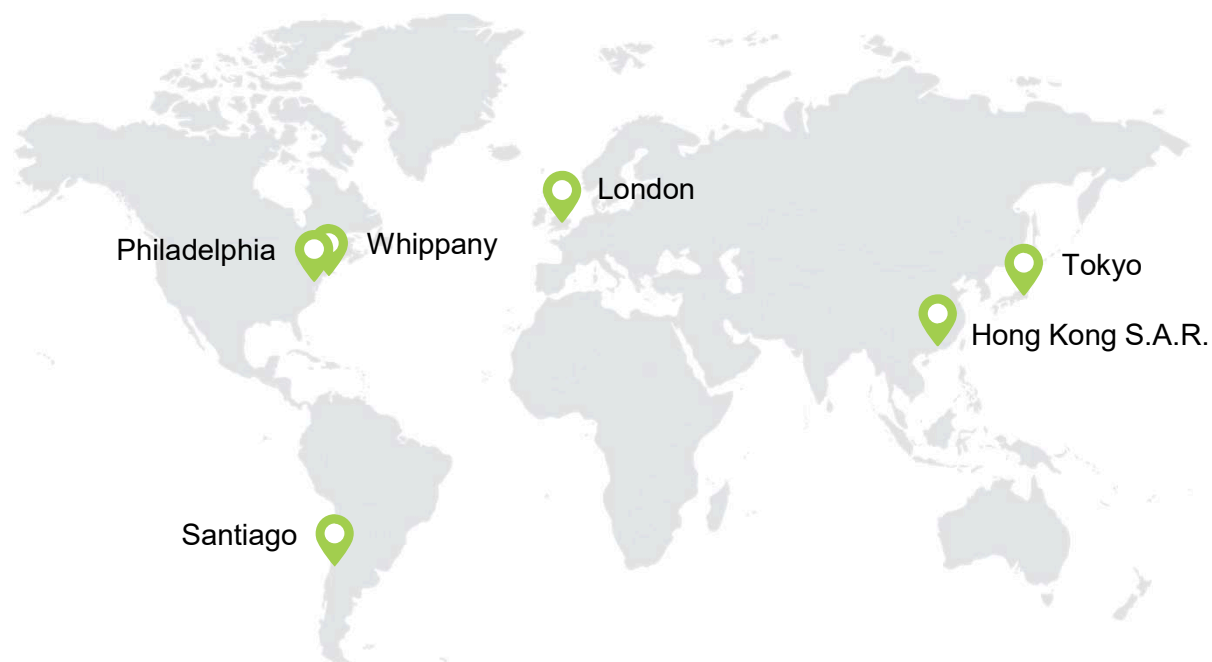 London
Whippany
Philadelphia
Tokyo
Hong Kong S.A.R.
Santiago